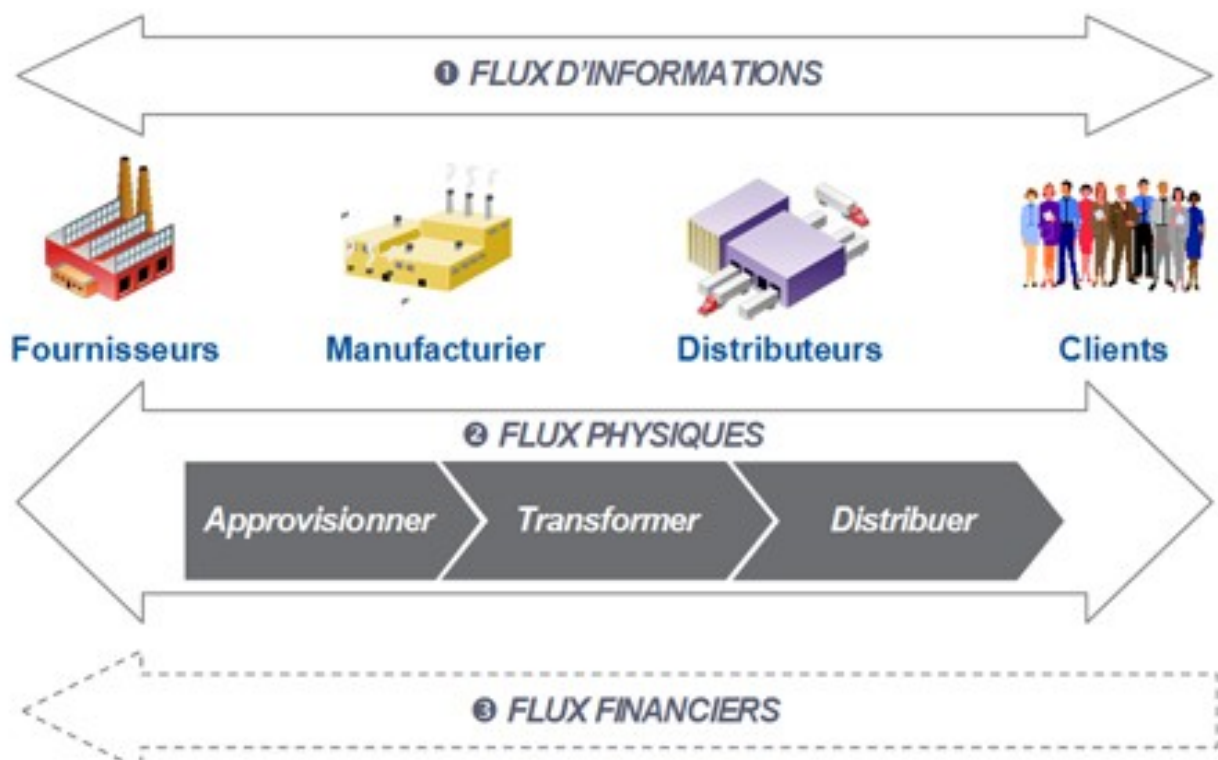 ❶ FLUX D'INFORMATIONS
Fournisseurs
Manufacturier
Distributeurs
Clients
❷ FLUX PHYSIQUES
Approvisionner
Transformer
Distribuer
❸ FLUX FINANCIERS